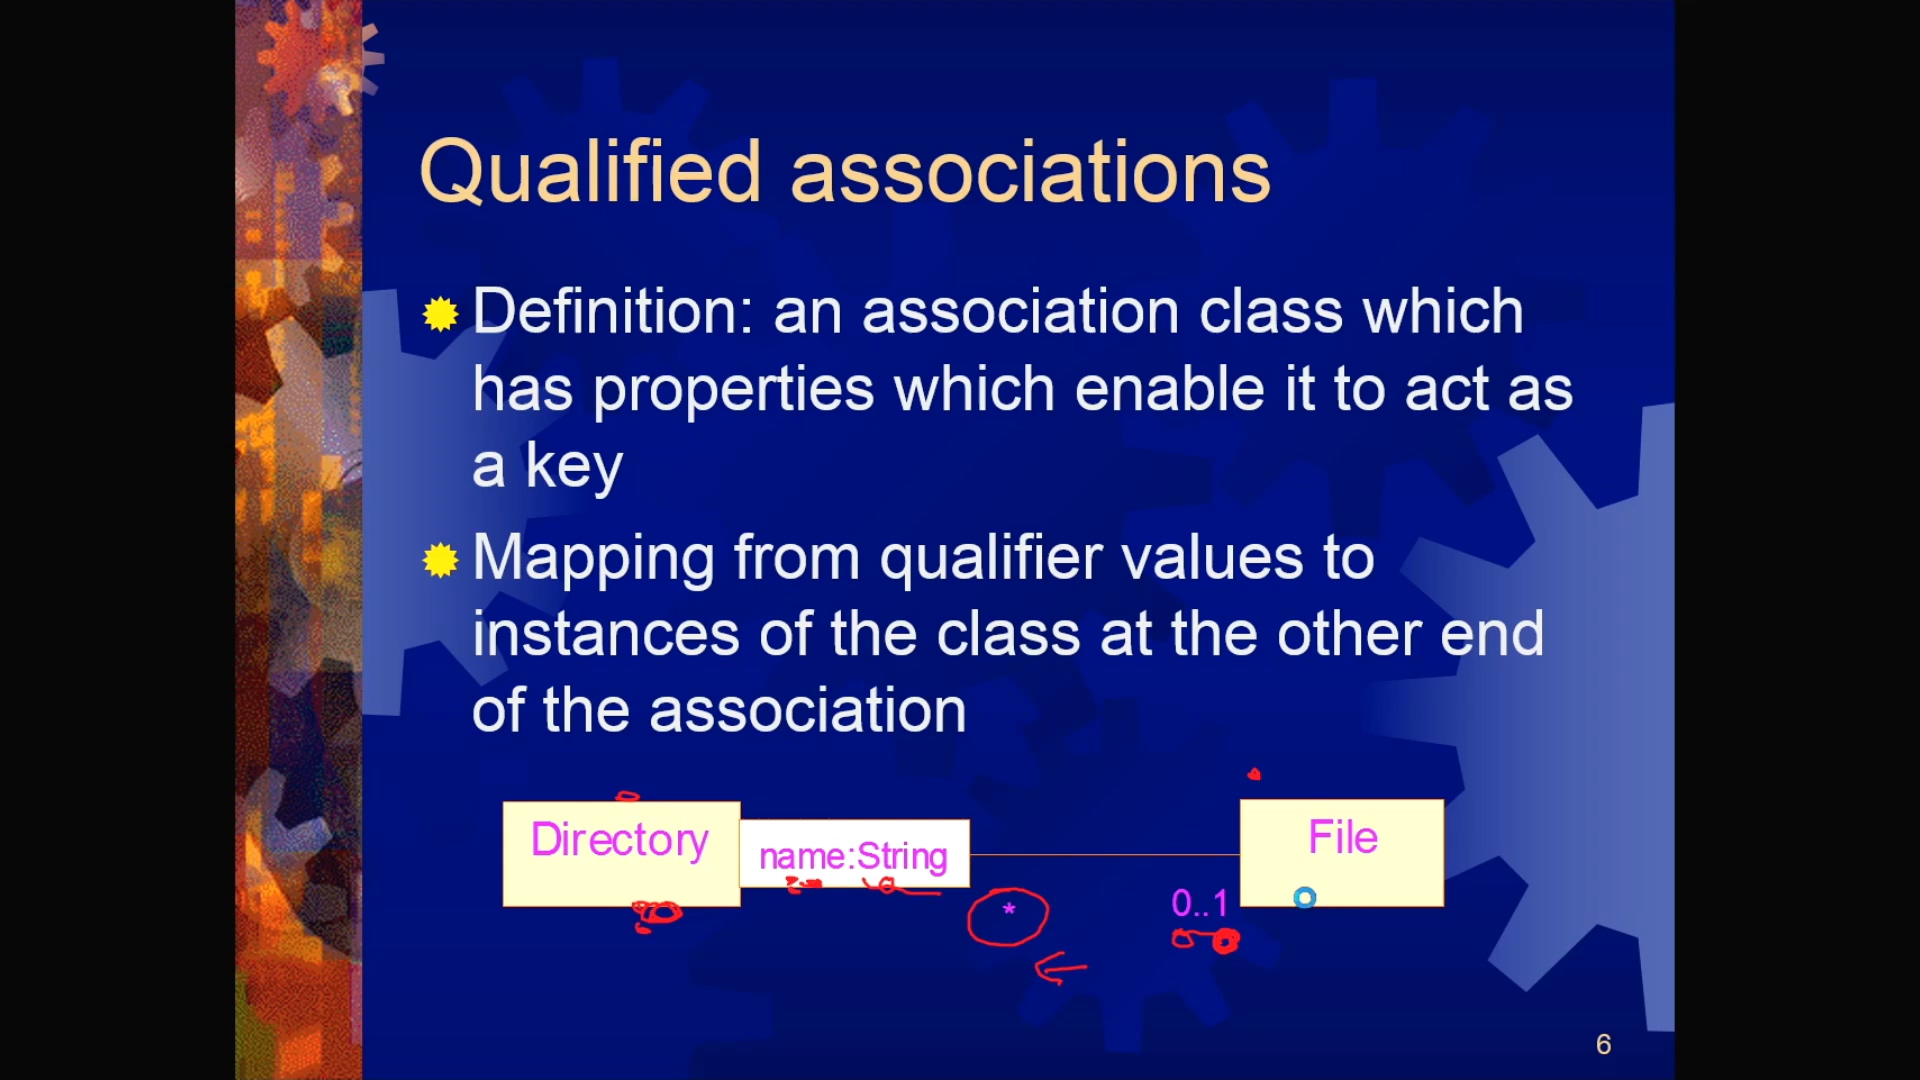 Qualified associations
Definition: an association class which
has properties which enable it to act as
a key
Mapping from qualifier values to
instances of the class at the other end
of the association
Directory
name:String
File
*
0..1
6